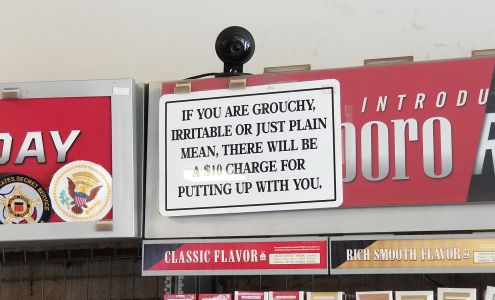 IF YOU ARE GROUCHY,
IRRITABLE OR JUST PLAIN
MEAN, THERE WILL BE
A $10 CHARGE FOR
PUTTING UP WITH YOU.
INTRODU
boro
DAY
CLASSIC FLAVOR
RICH SMOOTH FLAVOR